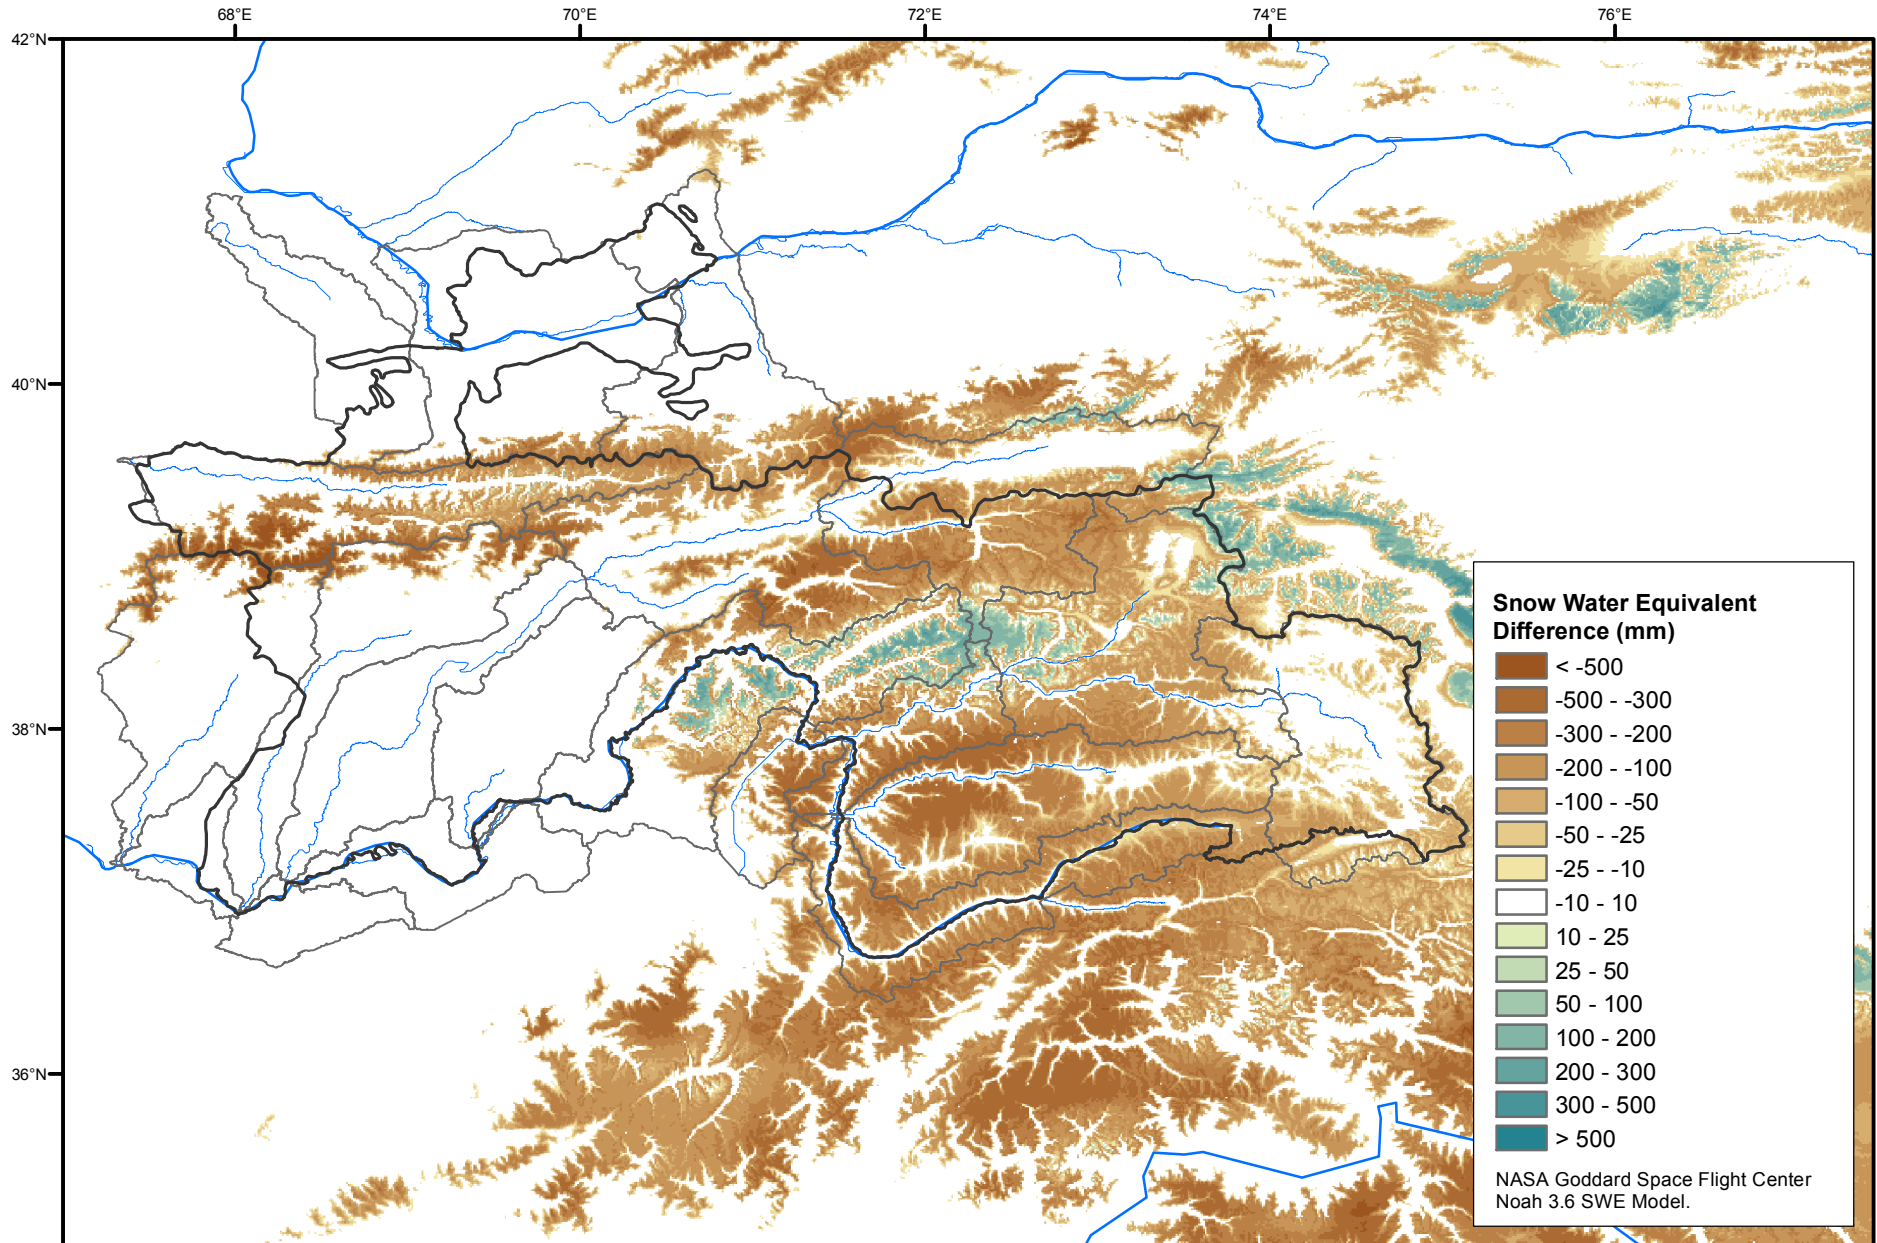 68°E
70°E
72°E
74°E
76°E
42°N
40°N
38°N
36°N
Snow Water Equivalent
Difference (mm)
< -500
-500 - -300
-300 - -200
-200 - -100
-100 - -50
-50 - -25
-25 - -10
-10 - 10
10 - 25
25 - 50
50 - 100
100 - 200
200 - 300
300 - 500
> 500
NASA Goddard Space Flight Center
Noah 3.6 SWE Model.